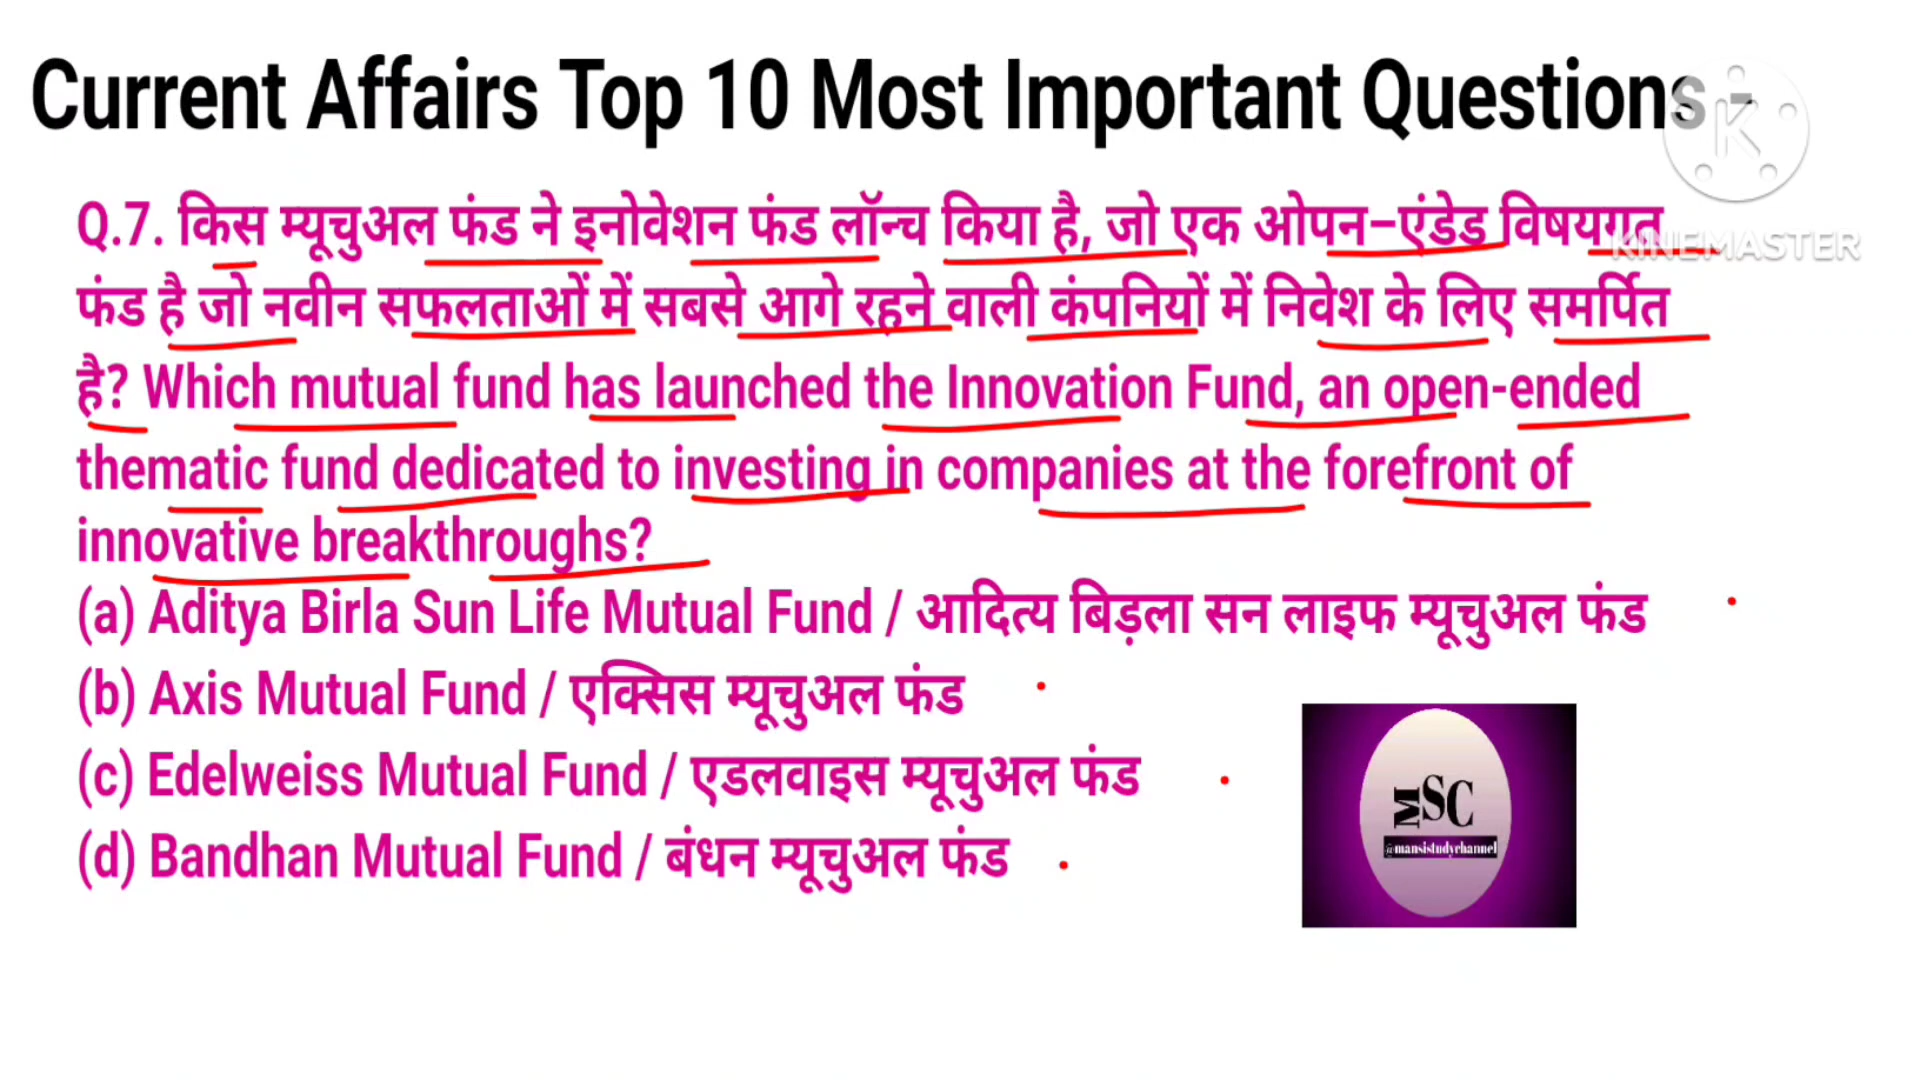 Current Affairs Top 10 Most Important Questions -
KINEMASTER
Q.7. किस म्यूचुअल फंड ने इनोवेशन फंड लॉन्च किया है, जो एक ओपन-एंडेड विषयगत
फंड है जो नवीन सफलताओं में सबसे आगे रहने वाली कंपनियों में निवेश के लिए समर्पित
है? Which mutual fund has launched the Innovation Fund, an open-ended
thematic fund dedicated to investing in companies at the forefront of
innovative breakthroughs?
(a) Aditya Birla Sun Life Mutual Fund / आदित्य बिड़ला सन लाइफ म्यूचुअल फंड
(b) Axis Mutual Fund / एक्सिस म्यूचुअल फंड
(c) Edelweiss Mutual Fund / एडलवाइस म्यूचुअल फंड
(d) Bandhan Mutual Fund / बंधन म्यूचुअल फंड
MSC
@mansistudychannel